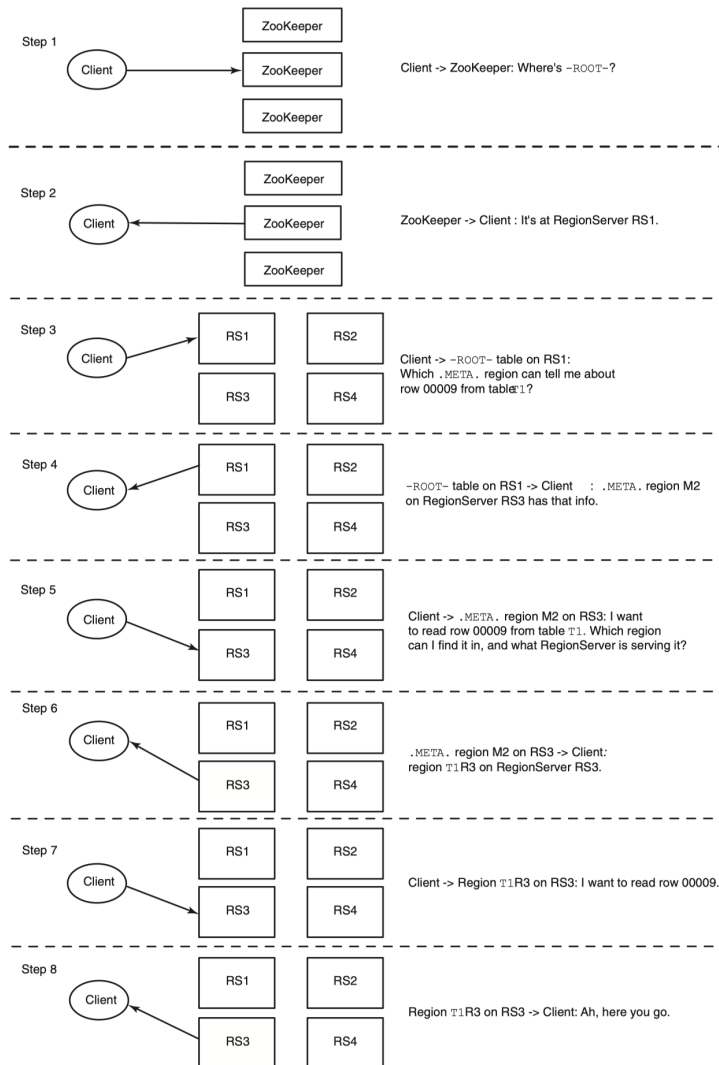 Step 1
ZooKeeper
Client
ZooKeeper
Client -> ZooKeeper: Where's -ROOT-?
ZooKeeper
Step 2
ZooKeeper
Client
ZooKeeper
ZooKeeper -> Client : It's at RegionServer RS1.
ZooKeeper
Step 3
Client
RS1
RS2
RS3
RS4
Client -> -ROOT- table on RS1:
Which .META. region can tell me about
row 00009 from tableT1?
Step 4
Client
RS1
RS2
RS3
RS4
-ROOT- table on RS1 -> Client : .META. region M2
on RegionServer RS3 has that info.
Step 5
Client
RS1
RS2
RS3
RS4
Client -> .META. region M2 on RS3: I want
to read row 00009 from table T1. Which region
can I find it in, and what RegionServer is serving it?
Step 6
Client
RS1
RS2
RS3
RS4
.META. region M2 on RS3 -> Client:
region T1R3 on RegionServer RS3.
Step 7
Client
RS1
RS2
RS3
RS4
Client -> Region T1R3 on RS3: I want to read row 00009.
Step 8
Client
RS1
RS2
RS3
RS4
Region T1R3 on RS3 -> Client: Ah, here you go.